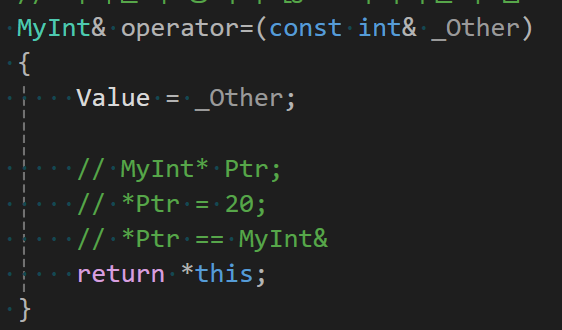 MyInt& operator=(const int& _Other)
{
Value = _Other;
// MyInt* Ptr;
// *Ptr = 20;
// *Ptr == MyInt&
return *this;
}